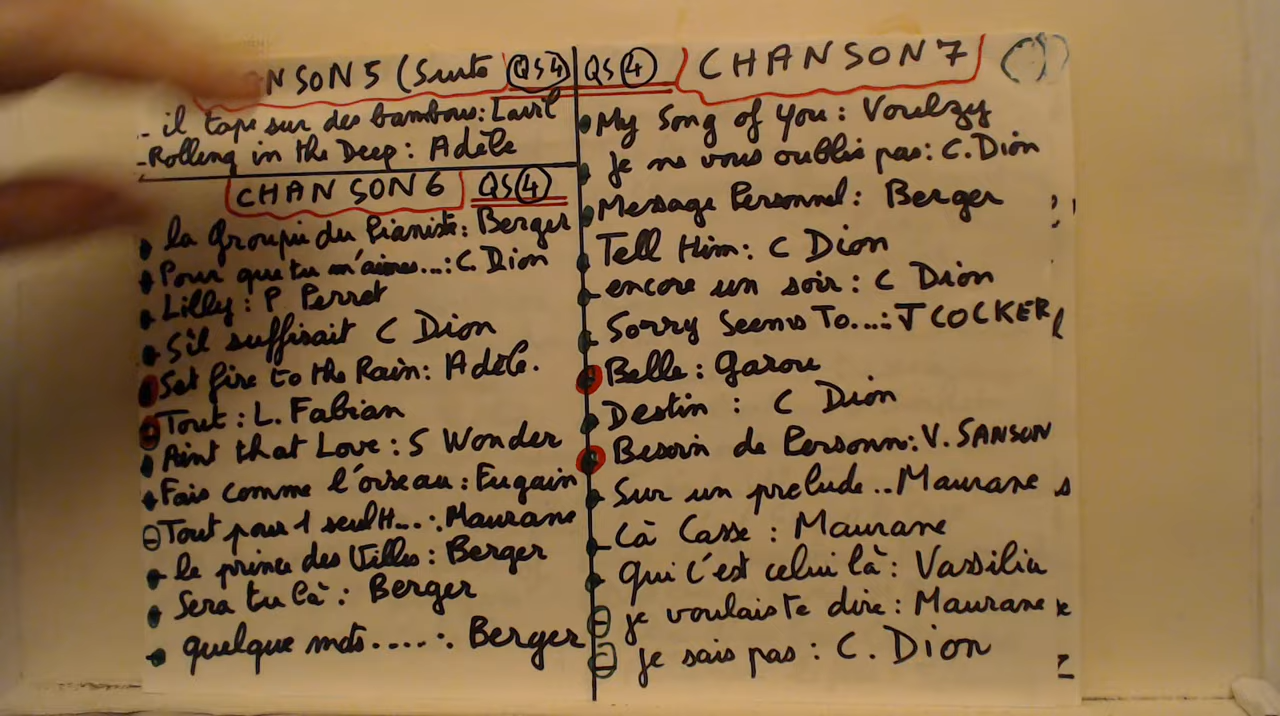 NSON 5 (Suite QS4)
- il tape sur des bambous: Lavil
- Rolling in the Deep: Adèle
CHANSON 6 QS(4)
la Groupie du Pianiste: Berger
Pour que tu m'aimes...: C. Dion
Lilly: P. Perret
S'il suffisait C Dion
Set fire to the Rain: Adèle.
Tout: L. Fabian
Aint that Love: S Wonder
Fais comme l'oiseau: Fugain
Tout pour 1 seul H...: Maurane
le prince des Villes: Berger
Sera tu là: Berger
quelque mots....: Berger
QS(4) CHANSON 7
My Song of You: Voulzy
je ne vous oublie pas: C. Dion
Message Personnel: Berger
Tell Him: C Dion
encore un soir: C Dion
Sorry Seems To...: J COCKER
Belle: Garou
Destin: C Dion
Besoin de Personn: V. SANSON
Sur un prelude.. Maurane
Cà Casse: Maurane
qui c'est celui là: Vassiliu
je voulais te dire: Maurane
je sais pas: C. Dion